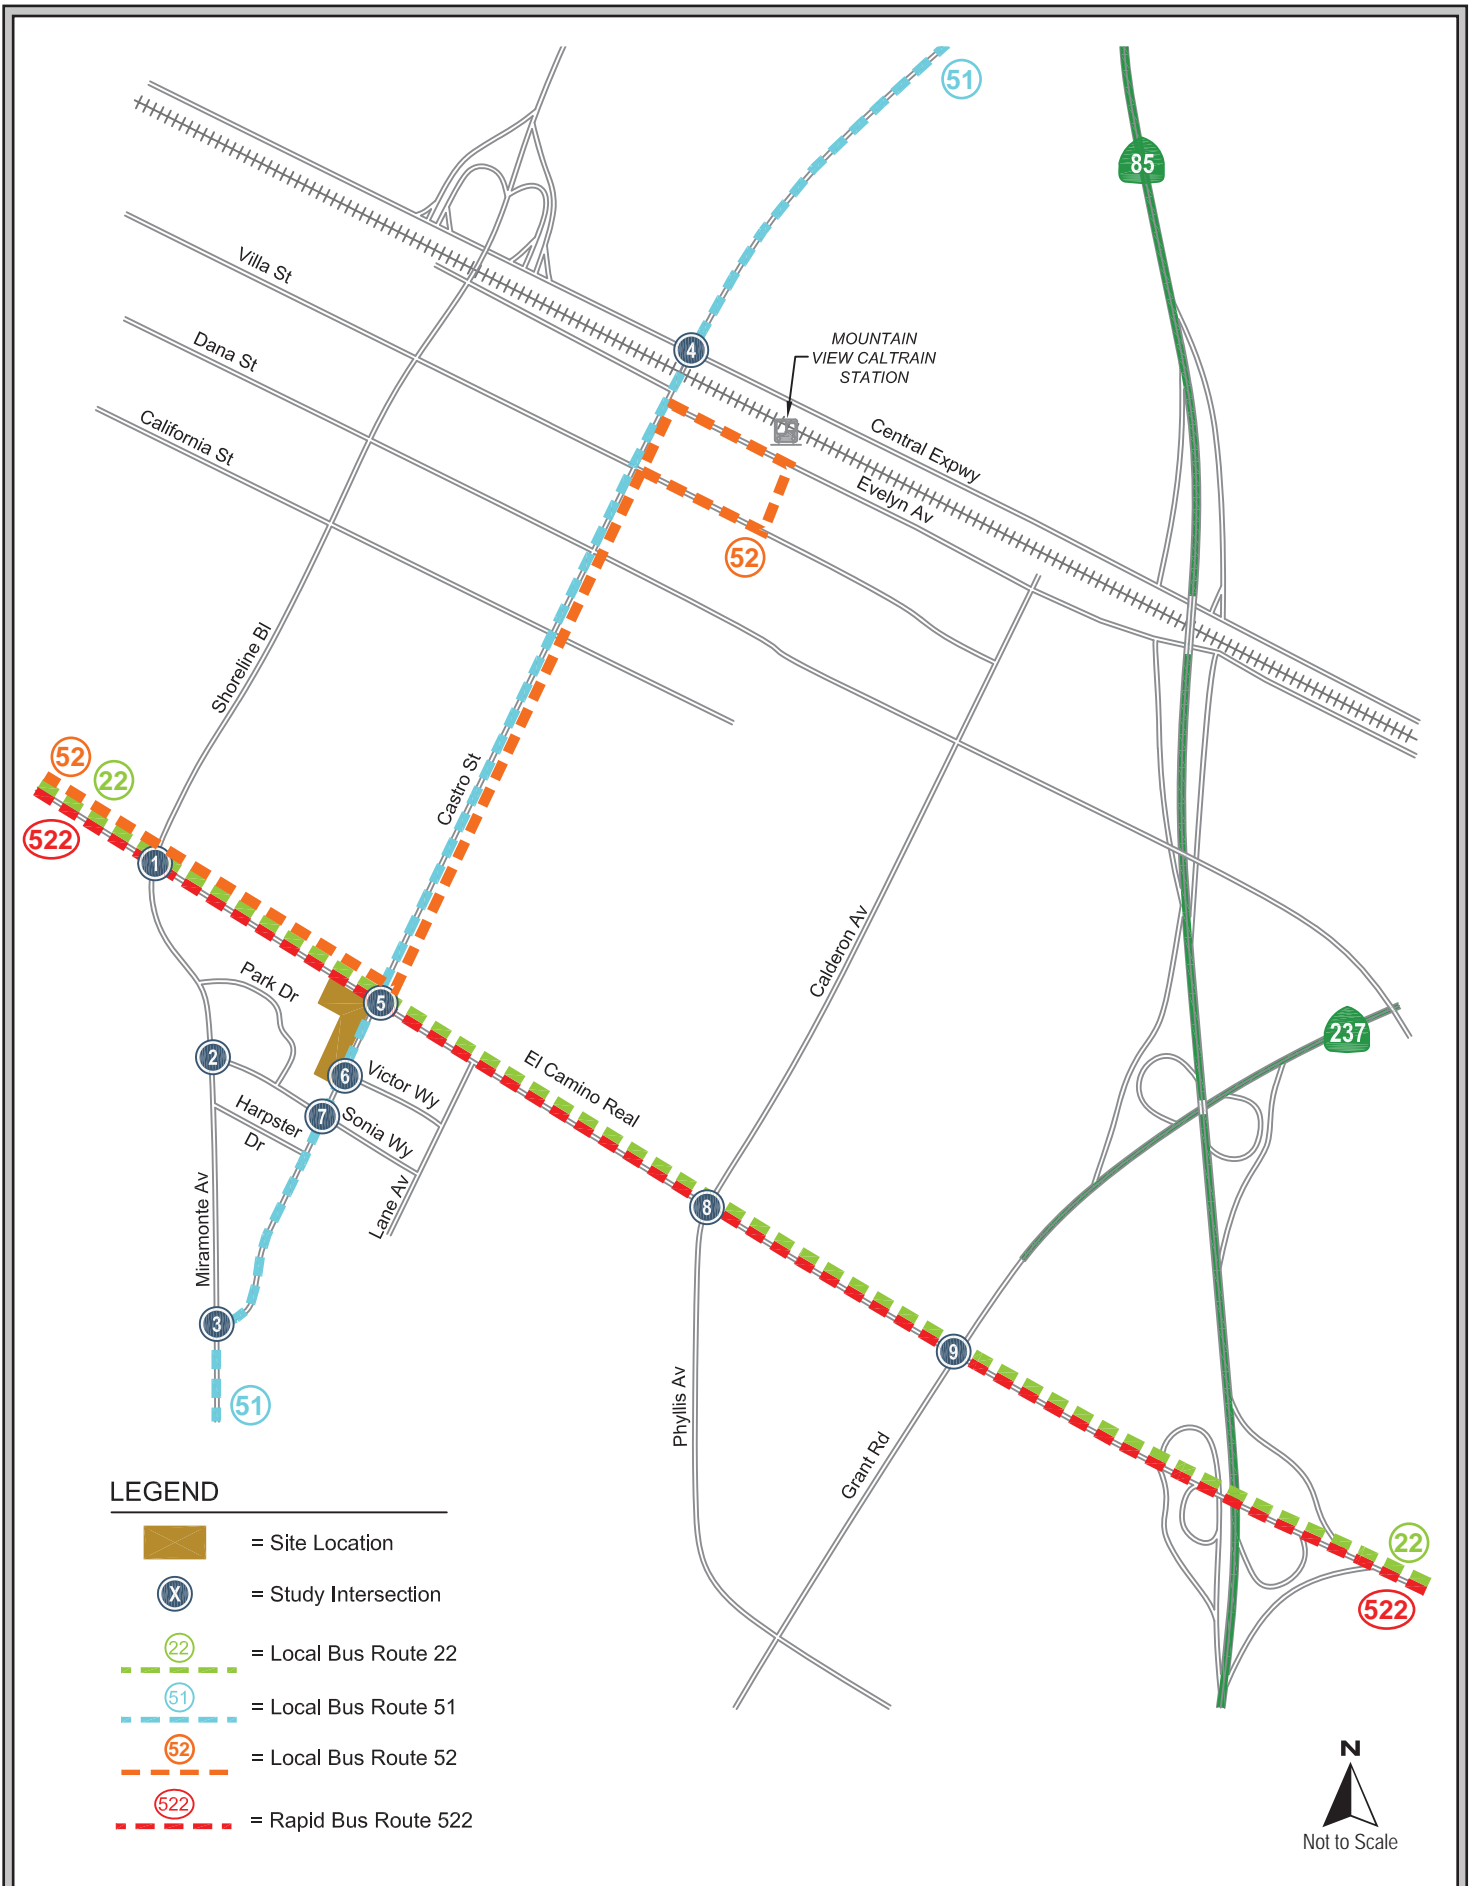 51
85
Villa St
MOUNTAIN
VIEW CALTRAIN
STATION
4
Dana St
California St
Central Expwy
Evelyn Av
52
Shoreline Bl
52
22
522
Castro St
1
Calderon Av
Park Dr
5
237
2
El Camino Real
6
Victor Wy
7
Sonia Wy
Harpster
Dr
Lane Av
Miramonte Av
8
3
9
51
Phyllis Av
Grant Rd
LEGEND
= Site Location
X
= Study Intersection
22
= Local Bus Route 22
51
= Local Bus Route 51
52
= Local Bus Route 52
522
= Rapid Bus Route 522
22
522
N
Not to Scale